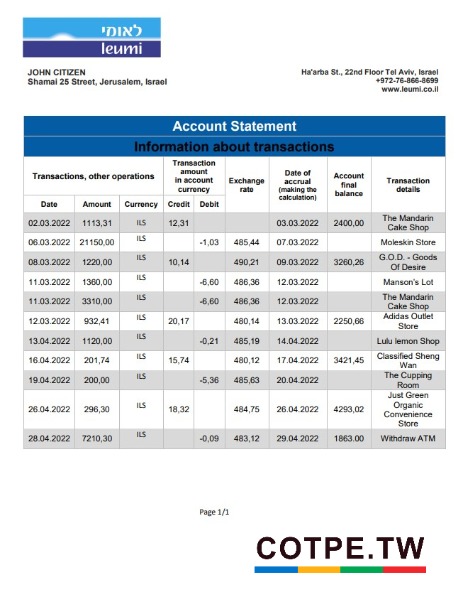 לאומי
leumi
JOHN CITIZEN
Shamai 25 Street, Jerusalem, Israel
Ha'arba St., 22nd Floor Tel Aviv, Israel
+972-76-866-8699
www.leumi.co.il
Account Statement
Information about transactions
Transactions, other operations
Transaction amount in account currency
Exchange rate
Date of accrual (making the calculation)
Account final balance
Transaction details
Date Amount Currency Credit Debit
02.03.2022 1113,31 ILS 12,31 03.03.2022 2400,00 The Mandarin Cake Shop
06.03.2022 21150,00 ILS -1,03 485,44 07.03.2022 Moleskin Store
08.03.2022 1220,00 ILS 10,14 490,21 09.03.2022 3260,26 G.O.D. - Goods Of Desire
11.03.2022 1360,00 ILS -6,60 486,36 12.03.2022 Manson's Lot
11.03.2022 3310,00 ILS -6,60 486,36 12.03.2022 The Mandarin Cake Shop
12.03.2022 932,41 ILS 20,17 480,14 13.03.2022 2250,66 Adidas Outlet Store
13.04.2022 1120,00 ILS -0,21 485,19 14.04.2022 Lulu lemon Shop
16.04.2022 201,74 ILS 15,74 480,12 17.04.2022 3421,45 Classified Sheng Wan
19.04.2022 200,00 ILS -5,36 485,63 20.04.2022 The Cupping Room
26.04.2022 296,30 ILS 18,32 484,75 26.04.2022 4293,02 Just Green Organic Convenience Store
28.04.2022 7210,30 ILS -0,09 483,12 29.04.2022 1863.00 Withdraw ATM
Page 1/1
COTPE.TW